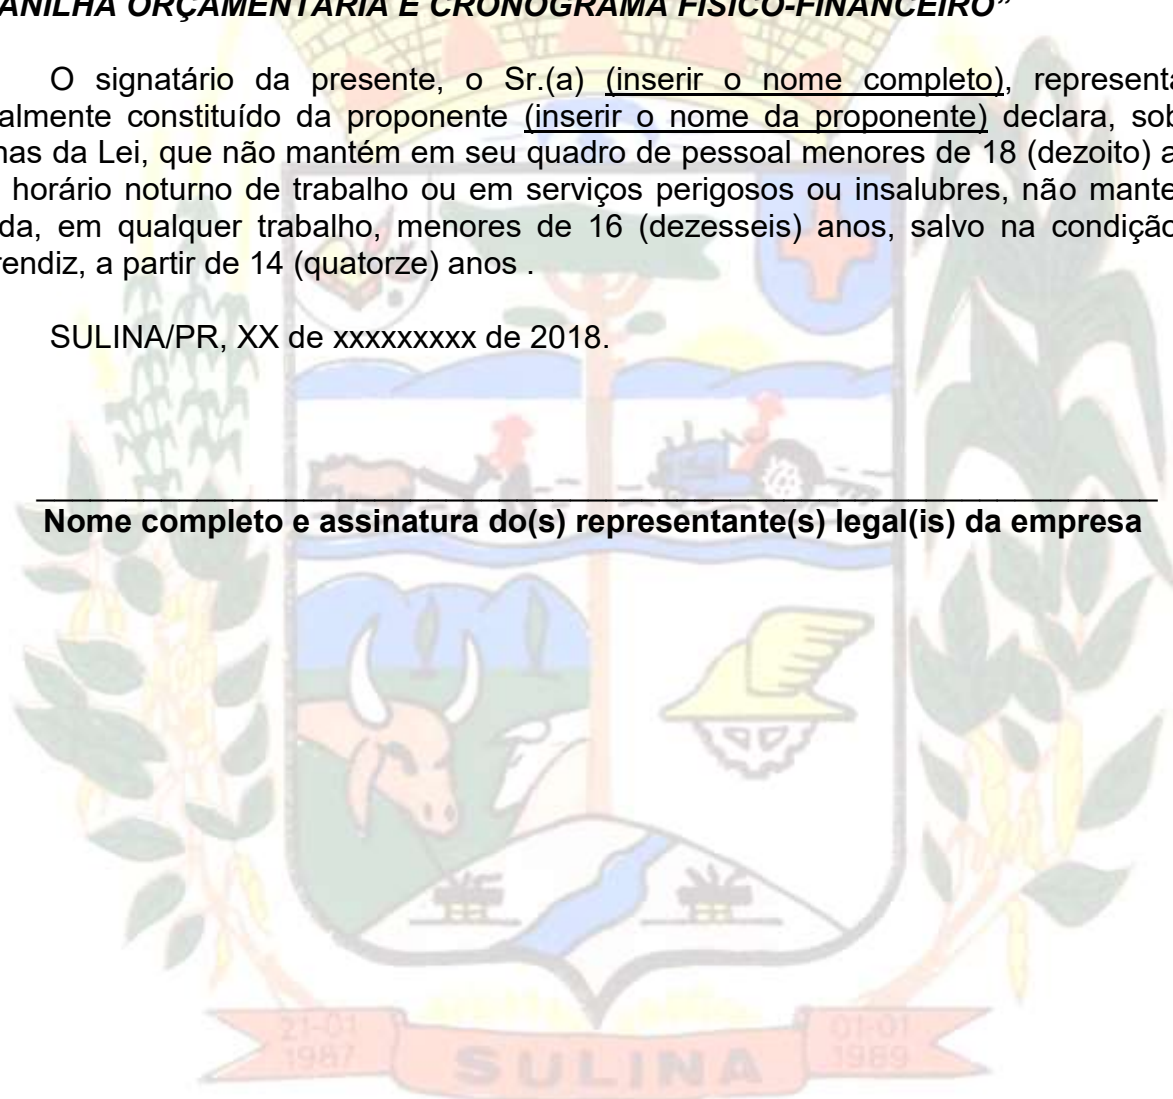 ANILHA ORÇAMENTÁRIA E CRONOGRAMA FÍSICO-FINANCEIRO”
O signatário da presente, o Sr.(a) (inserir o nome completo), representa
almente constituído da proponente (inserir o nome da proponente) declara, sob
nas da Lei, que não mantém em seu quadro de pessoal menores de 18 (dezoito) a
horário noturno de trabalho ou em serviços perigosos ou insalubres, não mante
da, em qualquer trabalho, menores de 16 (dezesseis) anos, salvo na condição
rendiz, a partir de 14 (quatorze) anos .
SULINA/PR, XX de xxxxxxxxx de 2018.
Nome completo e assinatura do(s) representante(s) legal(is) da empresa
21-01
1987
SULINA
01-01
1989